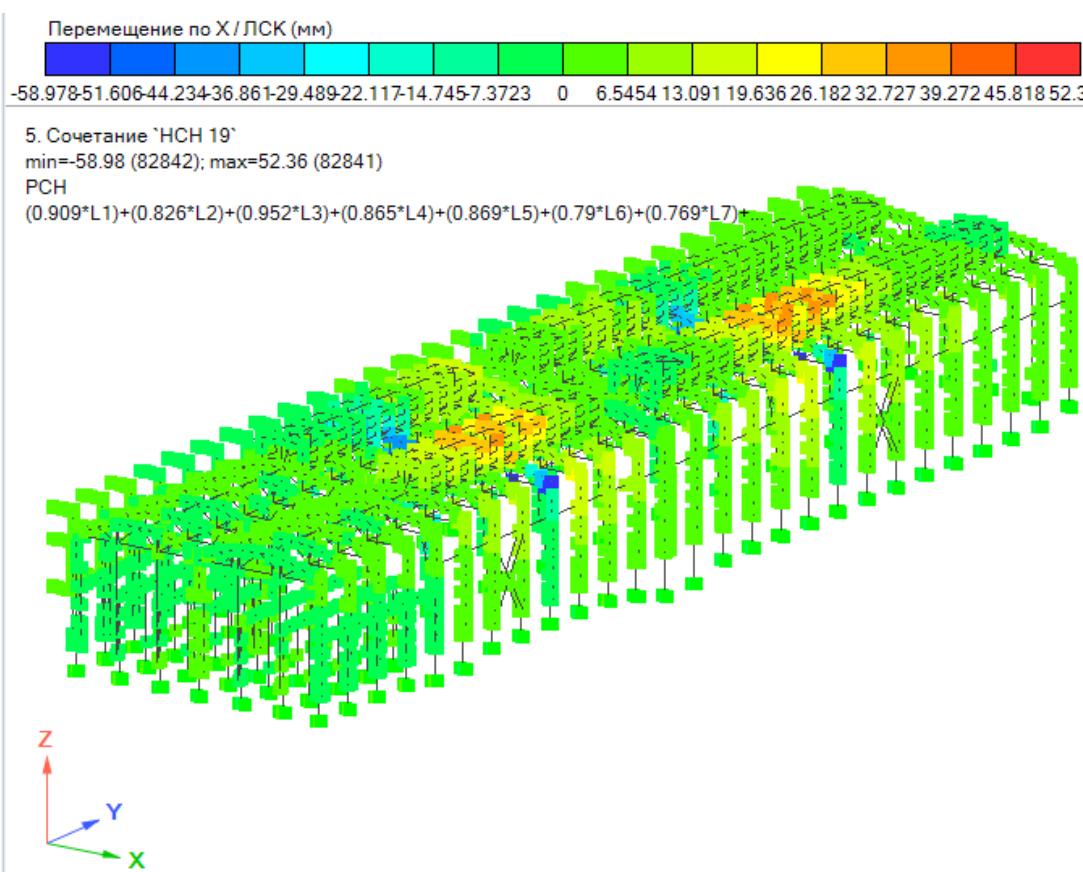 Перемещение по X / ЛСК (мм)
-58.978-51.606-44.234-36.861-29.489-22.117-14.745-7.3723 0 6.5454 13.091 19.636 26.182 32.727 39.272 45.818 52.3
5. Сочетание `НСН 19`
min=-58.98 (82842); max=52.36 (82841)
РСН
(0.909*L1)+(0.826*L2)+(0.952*L3)+(0.865*L4)+(0.869*L5)+(0.79*L6)+(0.769*L7)+...
Z
Y
X